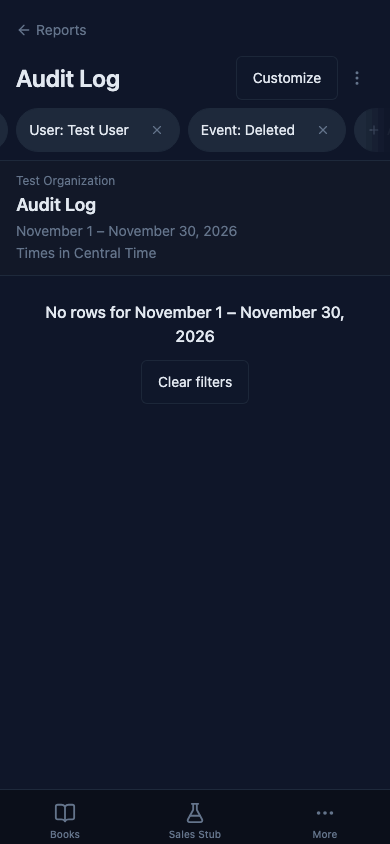 Reports
Audit Log
Customize
User: Test User
Event: Deleted
Test Organization
Audit Log
November 1 – November 30, 2026
Times in Central Time
No rows for November 1 – November 30,
2026
Clear filters
Books
Sales Stub
More